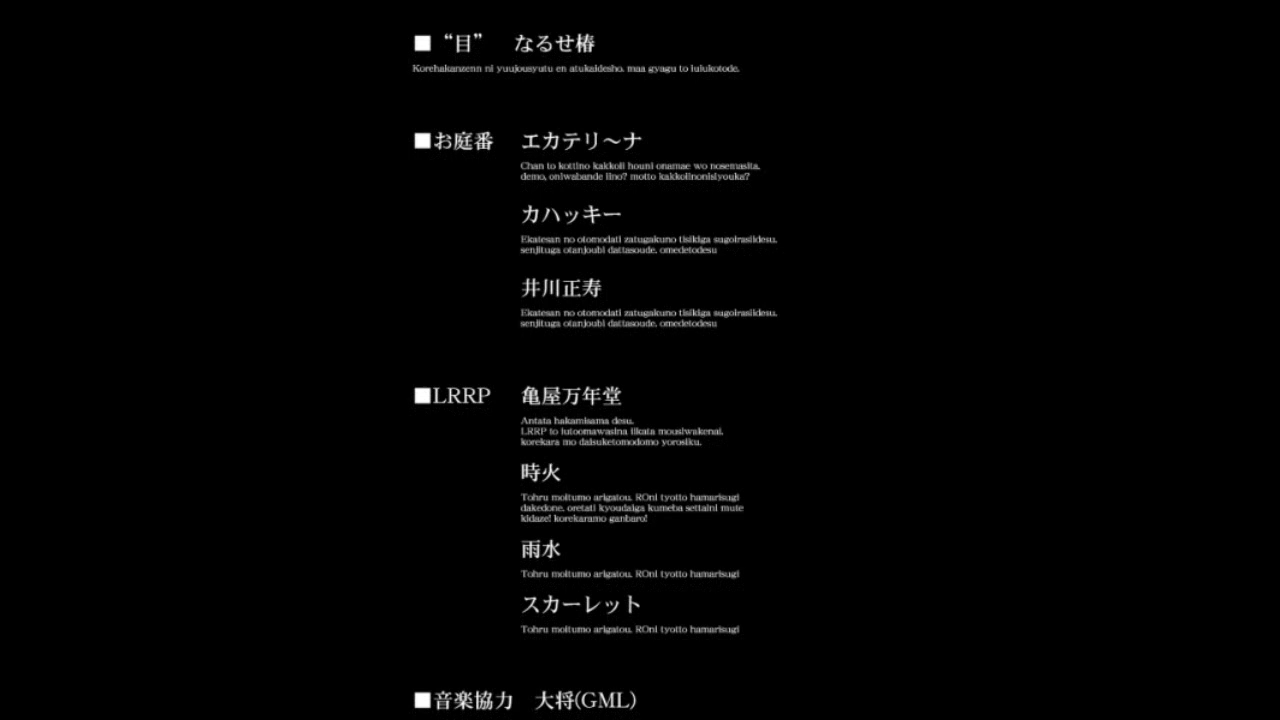 ■“目”　なるせ椿
Korehakanzenn ni yuujousyutu en atukaidesho. maa gyagu to iuiukotode.
■お庭番　エカテリ～ナ
Chan to kottino kakkoii houni onamae wo nosemasita.
demo, oniwabande iino? motto kakkoiinonisiyouka?
カハッキー
Ekatesan no otomodati zatugakuno tisikiga sugoirasiidesu.
senjituga otanjoubi dattasoude. omedetodesu
井川正寿
Ekatesan no otomodati zatugakuno tisikiga sugoirasiidesu.
senjituga otanjoubi dattasoude. omedetodesu
■LRRP　亀屋万年堂
Antata hakamisama desu.
LRRP to iutoomawasina iikata mousiwakenai.
korekara mo daisuketomodomo yorosiku.
時火
Tohru moitumo arigatou. ROni tyotto hamarisugi
dakedone. oretati kyoudaiga kumeba settaini mute
kidaze! korekaramo ganbaro!
雨水
Tohru moitumo arigatou. ROni tyotto hamarisugi
スカーレット
Tohru moitumo arigatou. ROni tyotto hamarisugi
■音楽協力　大将(GML)